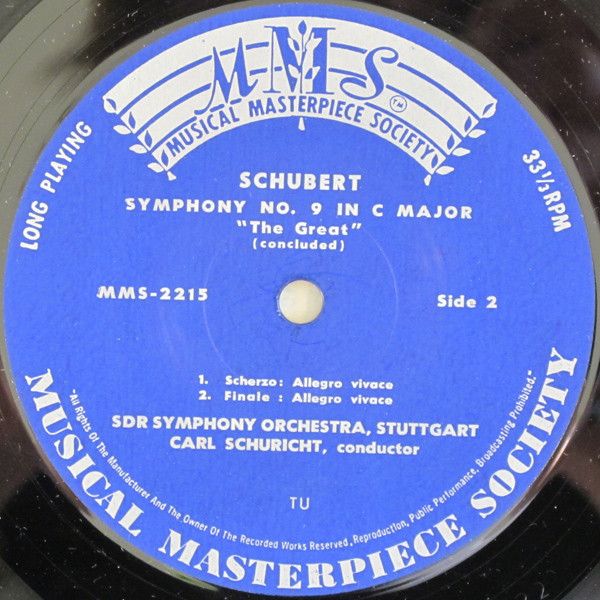 MMS
TM
MUSICAL MASTERPIECE SOCIETY
LONG PLAYING
33⅓ RPM
SCHUBERT
SYMPHONY NO. 9 IN C MAJOR
"The Great"
(concluded)
MMS-2215
Side 2
1. Scherzo: Allegro vivace
2. Finale : Allegro vivace
SDR SYMPHONY ORCHESTRA, STUTTGART
CARL SCHURICHT, conductor
TU
"All Rights Of The Manufacturer And The Owner Of The Recorded Works Reserved, Reproduction, Public Performance, Broadcasting Prohibited."
MUSICAL MASTERPIECE SOCIETY